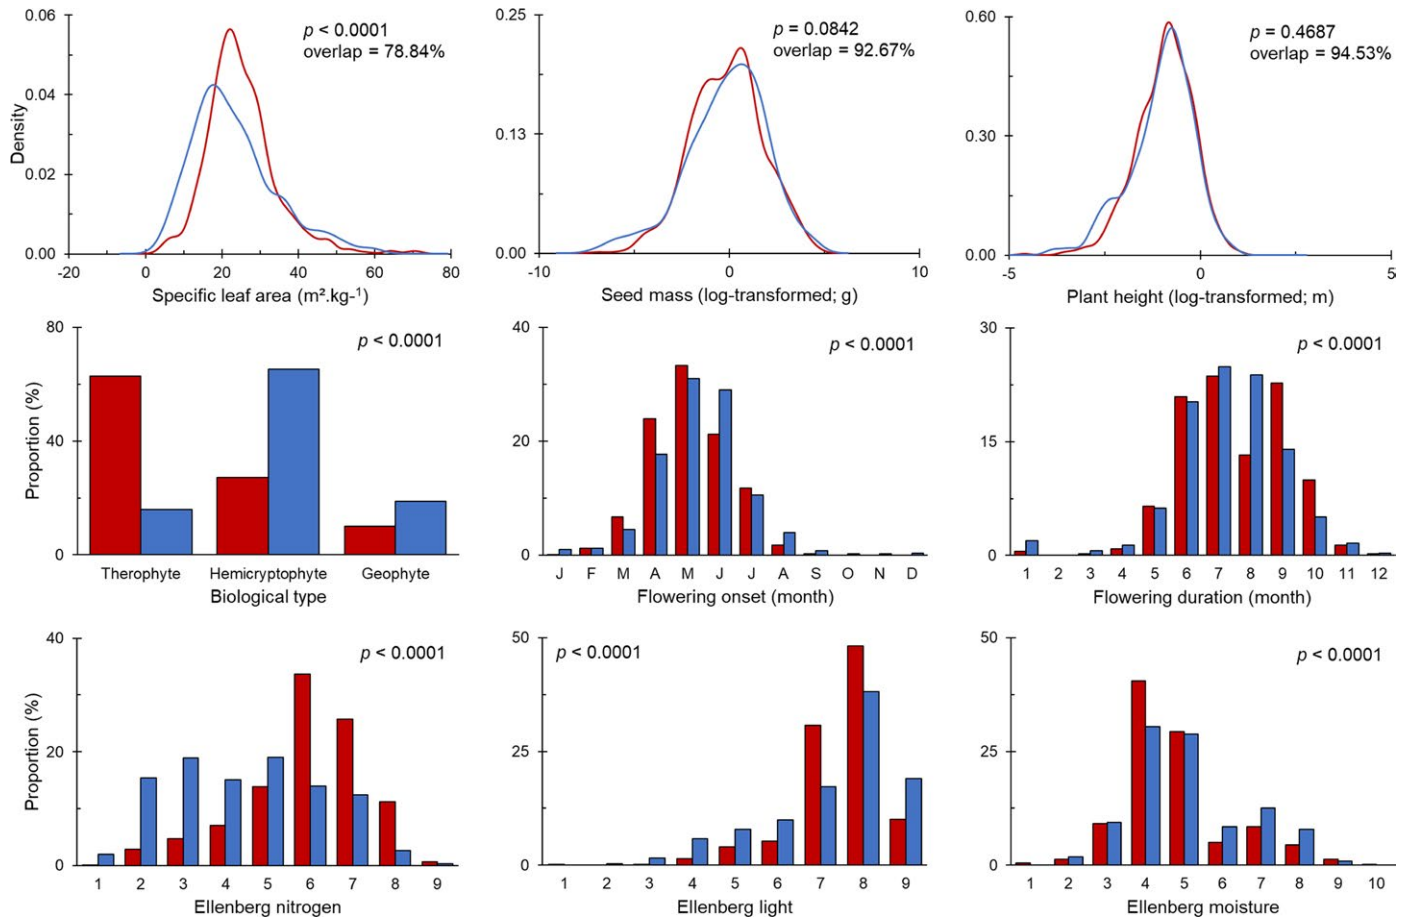 0.06
0.04
0.02
0.00
Density
-20 0 20 40 60 80
Specific leaf area (m².kg-¹)
p < 0.0001
overlap = 78.84%
0.25
0.13
0.00
-10 0 10
Seed mass (log-transformed; g)
p = 0.0842
overlap = 92.67%
0.60
0.30
0.00
-5 0 5
Plant height (log-transformed; m)
p = 0.4687
overlap = 94.53%
80
40
0
Proportion (%)
p < 0.0001
Therophyte Hemicryptophyte Geophyte
Biological type
40
20
0
p < 0.0001
J F M A M J J A S O N D
Flowering onset (month)
30
15
0
p < 0.0001
1 2 3 4 5 6 7 8 9 10 11 12
Flowering duration (month)
40
20
0
Proportion (%)
p < 0.0001
1 2 3 4 5 6 7 8 9
Ellenberg nitrogen
50
25
0
p < 0.0001
1 2 3 4 5 6 7 8 9
Ellenberg light
50
25
0
p < 0.0001
1 2 3 4 5 6 7 8 9 10
Ellenberg moisture